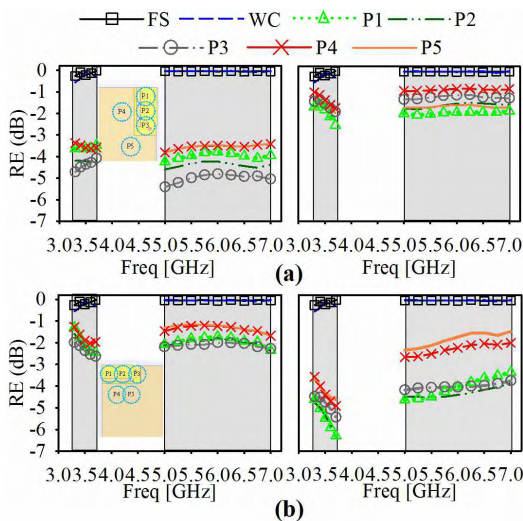 FS WC P1 P2
P3 P4 P5
RE (dB)
0
-1
-2
-3
-4
-5
-6
-7
P1
P4 P2
P3
P5
3.03.54.04.55.05.56.06.57.0
Freq [GHz]
3.03.54.04.55.05.56.06.57.0
Freq [GHz]
(a)
RE (dB)
0
-1
-2
-3
-4
-5
-6
-7
P1 P2 P3
P4 P5
3.03.54.04.55.05.56.06.57.0
Freq [GHz]
3.03.54.04.55.05.56.06.57.0
Freq [GHz]
(b)